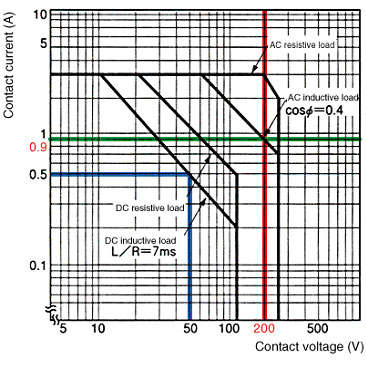 Contact current (A)
10
5
1
0.9
0.5
0.1
AC resistive load
AC inductive load
cosφ=0.4
DC resistive load
DC inductive load
L/R=7ms
5 10 50 100 200 500
Contact voltage (V)